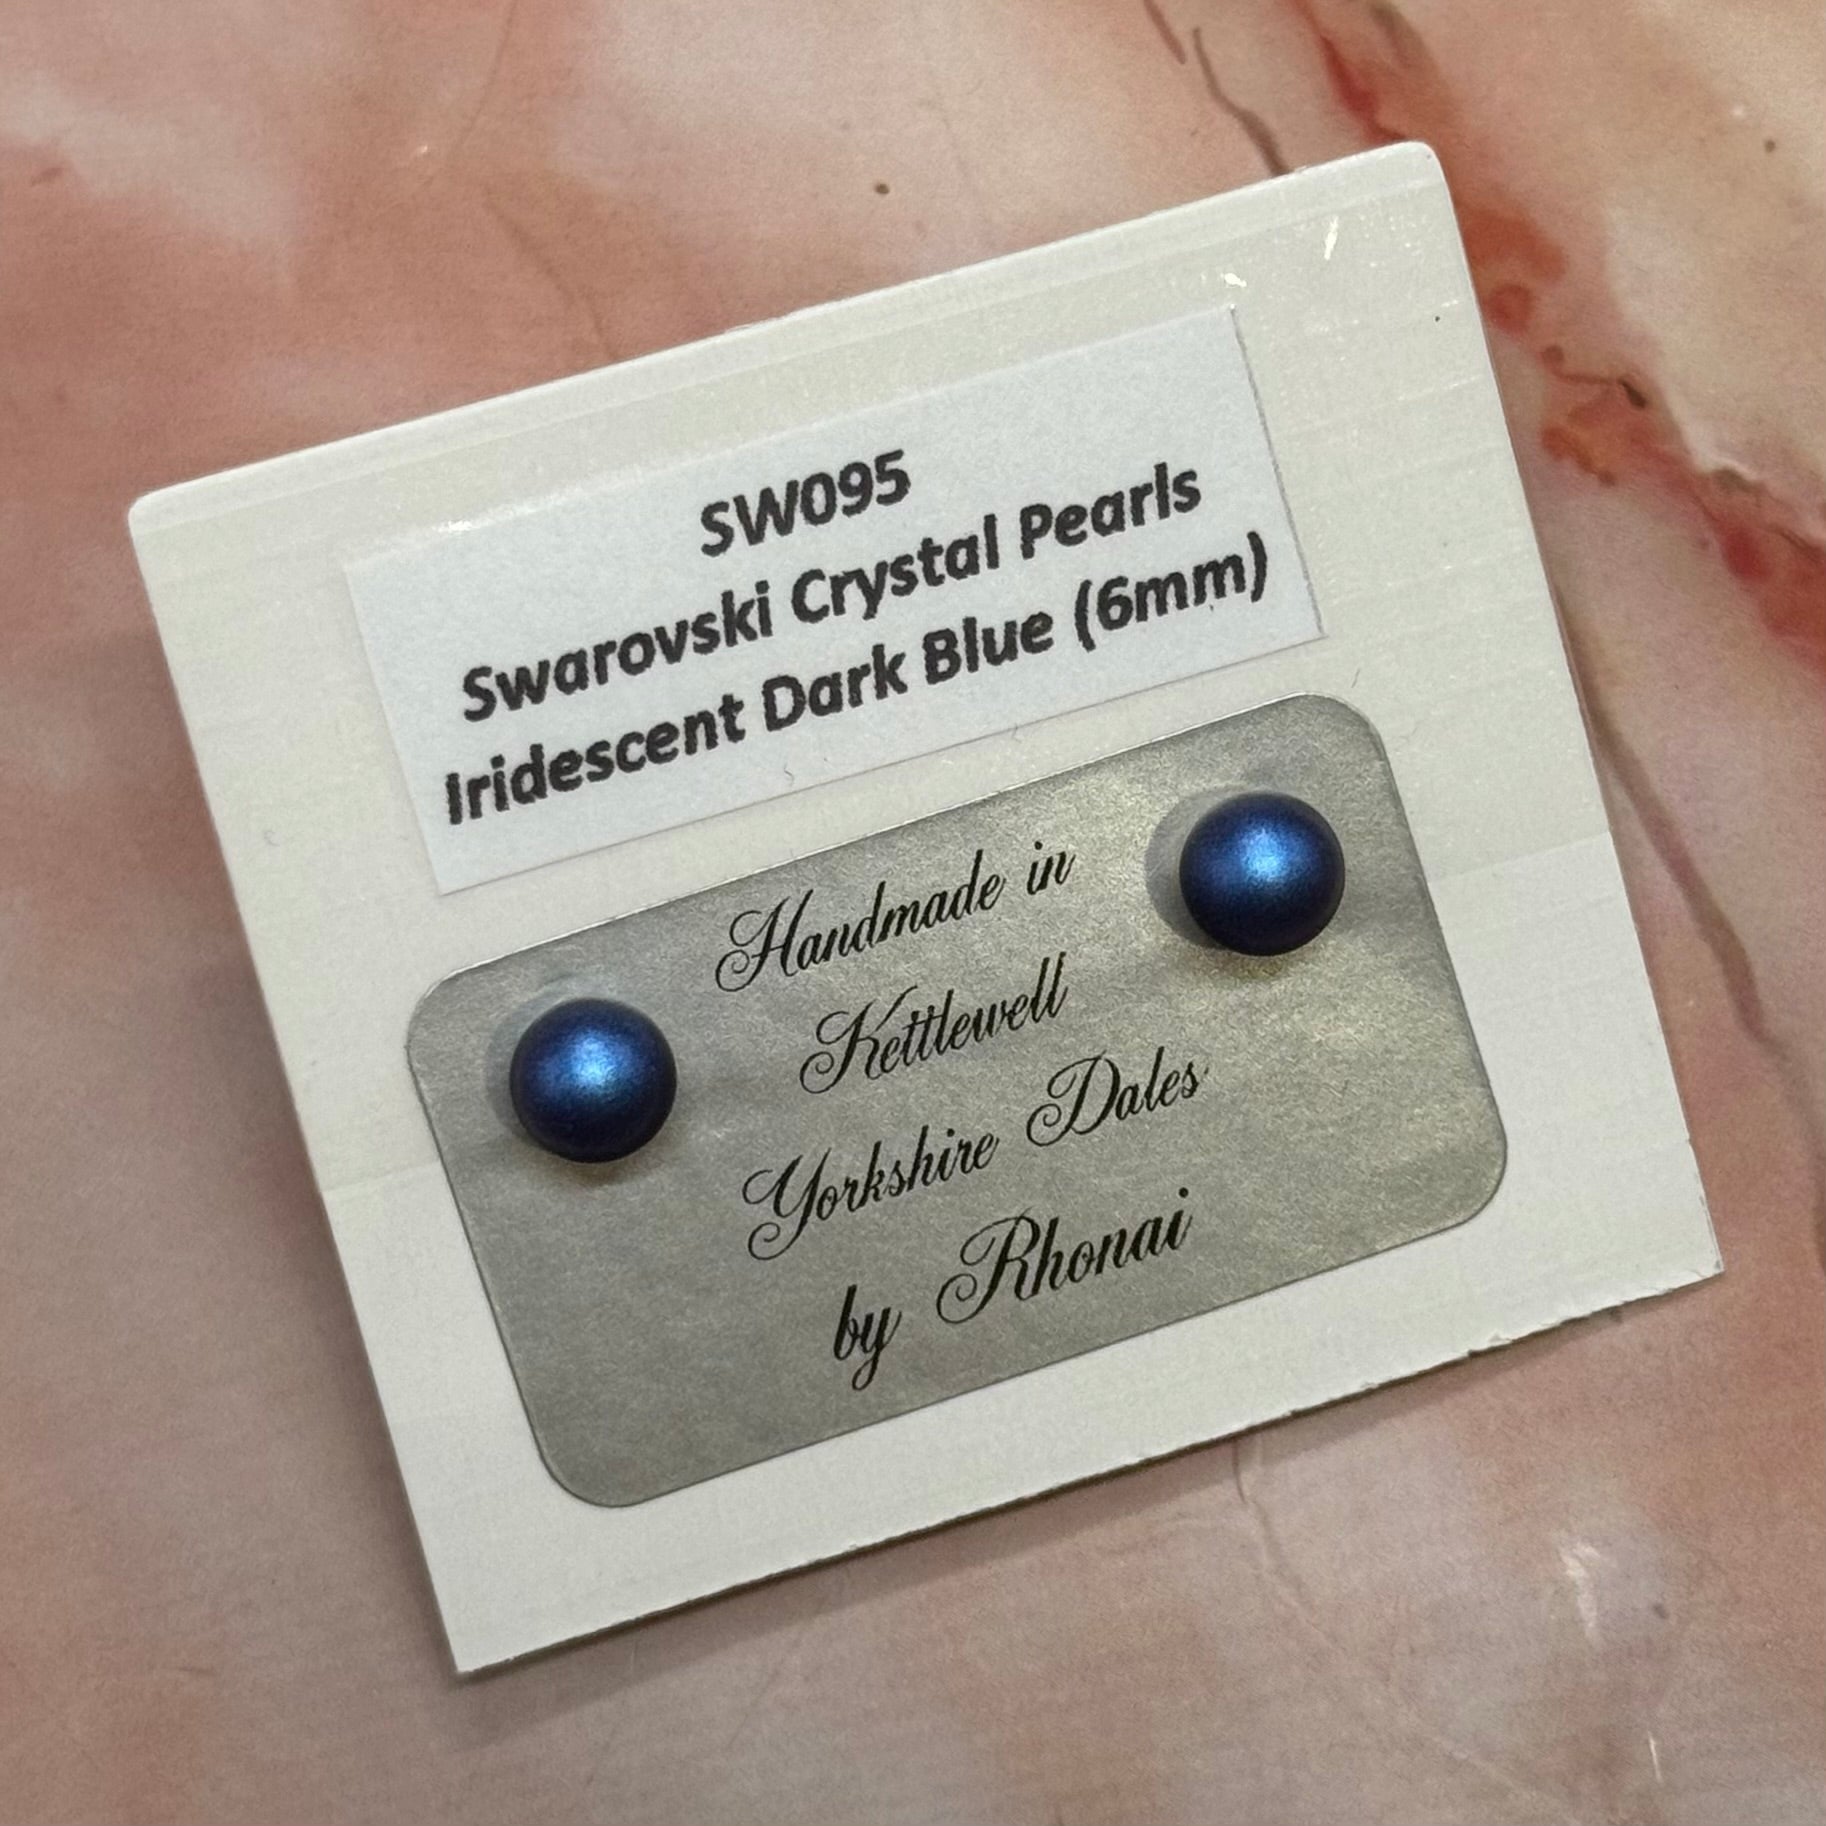 SW095
Swarovski Crystal Pearls
Iridescent Dark Blue (6mm)
Handmade in
Kettlewell
Yorkshire Dales
by Rhonai